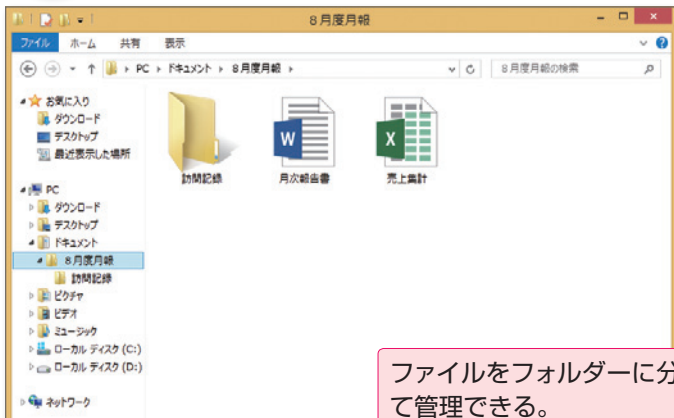 8月度月報
ファイル ホーム 共有 表示
PC ドキュメント 8月度月報 8月度月報の検索
お気に入り
ダウンロード
デスクトップ
最近表示した場所
訪問記録 月次報告書 売上集計
PC
ダウンロード
デスクトップ
ドキュメント
8月度月報
訪問記録
ピクチャ
ビデオ
ミュージック
ローカル ディスク (C:)
ローカル ディスク (D:)
ネットワーク
ファイルをフォルダーに分
て管理できる。